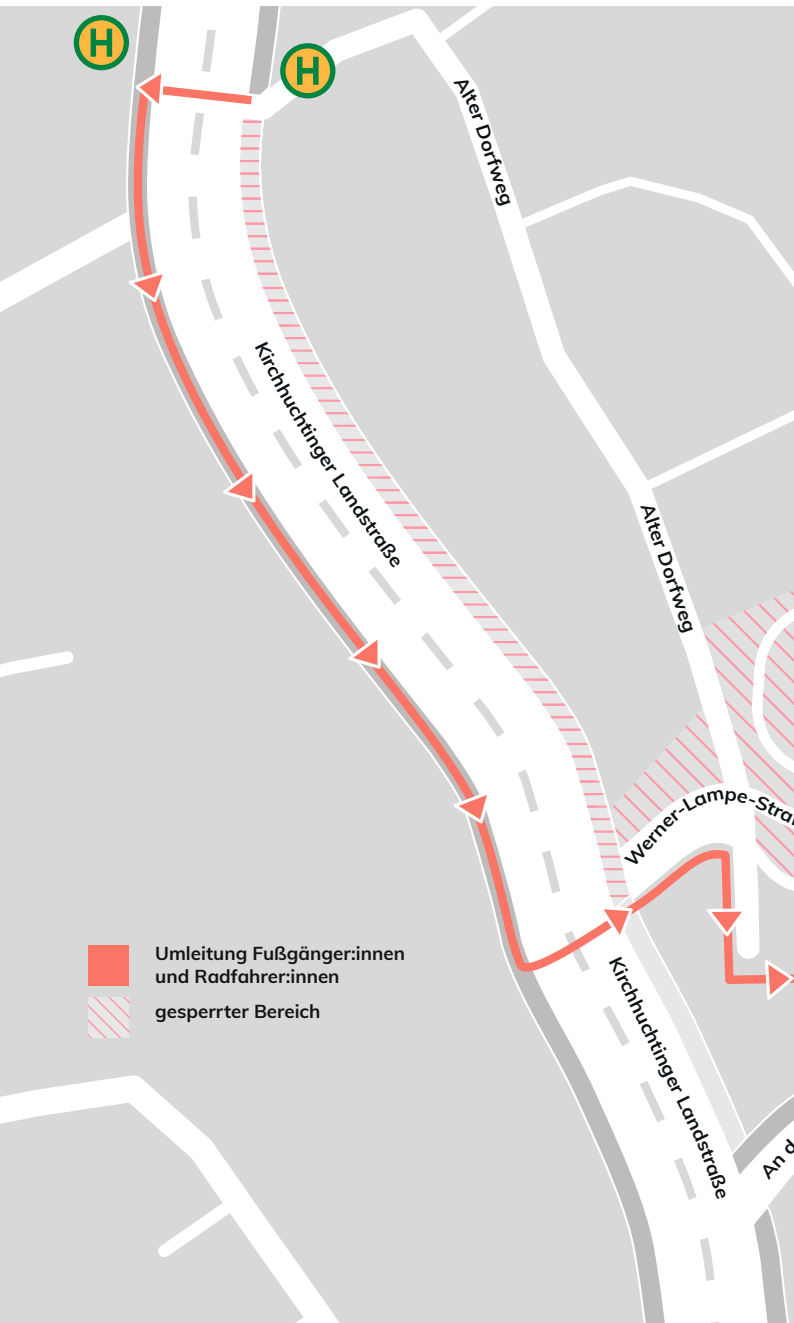 H
H
Alter Dorfweg
Kirchhuchtinger Landstraße
Alter Dorfweg
Werner-Lampe-Straß
Umleitung Fußgänger:innen
und Radfahrer:innen
gesperrter Bereich
Kirchhuchtinger Landstraße
An d